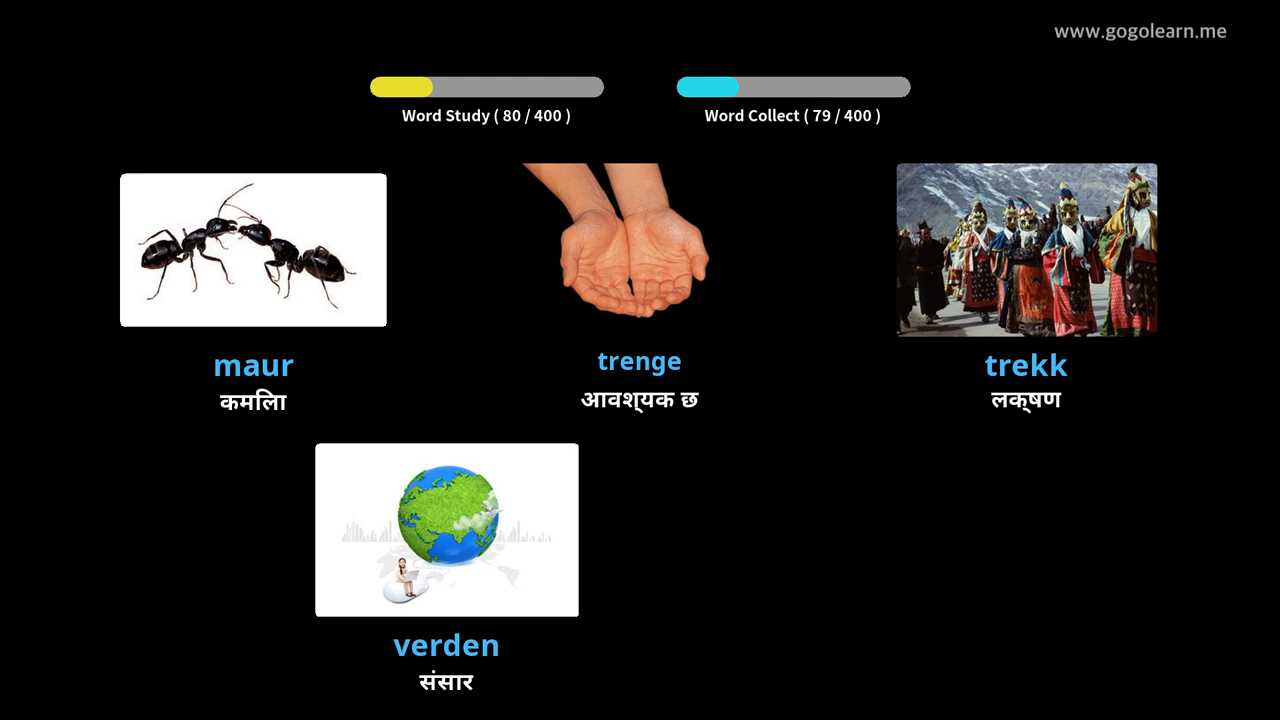 www.gogolearn.me
Word Study ( 80 / 400 )
Word Collect ( 79 / 400 )
maur
कमिला
trenge
आवश्यक छ
trekk
लक्षण
verden
संसार